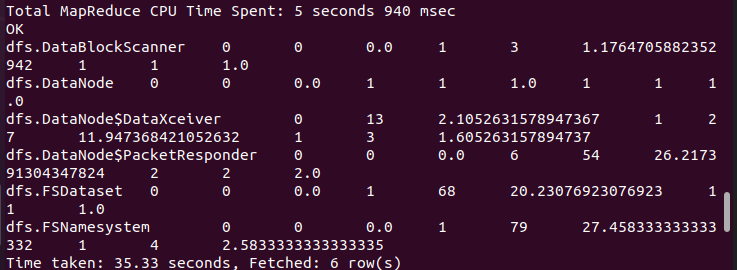 Total MapReduce CPU Time Spent: 5 seconds 940 msec
OK
dfs.DataBlockScanner 0 0 0.0 1 3 1.1764705882352
942 1 1 1.0
dfs.DataNode 0 0 0.0 1 1 1.0 1 1 1
.0
dfs.DataNode$DataXceiver 0 13 2.1052631578947367 1 2
7 11.947368421052632 1 3 1.605263157894737
dfs.DataNode$PacketResponder 0 0 0.0 6 54 26.2173
91304347824 2 2 2.0
dfs.FSDataset 0 0 0.0 1 68 20.23076923076923 1
1 1.0
dfs.FSNamesystem 0 0 0.0 1 79 27.458333333333
332 1 4 2.5833333333333335
Time taken: 35.33 seconds, Fetched: 6 row(s)